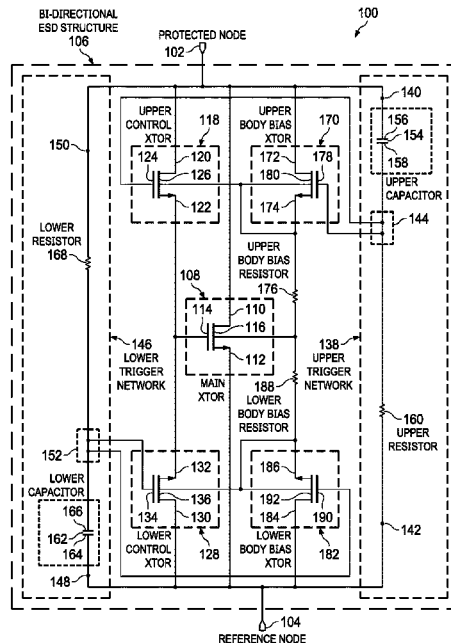 BI-DIRECTIONAL
ESD STRUCTURE
106
PROTECTED NODE
102
100
140
150
UPPER
CONTROL
XTOR
118
UPPER
BODY BIAS
XTOR
170
156
154
158
UPPER
CAPACITOR
124
120
126
122
172
178
180
174
144
LOWER
RESISTOR
168
UPPER
BODY BIAS
RESISTOR
176
108
114
110
116
112
MAIN
XTOR
146
LOWER
TRIGGER
NETWORK
138
UPPER
TRIGGER
NETWORK
188
LOWER
BODY BIAS
RESISTOR
160
UPPER
RESISTOR
152
LOWER
CAPACITOR
166
162
164
148
132
136
134
130
LOWER
CONTROL
XTOR
128
186
192
184
190
LOWER
BODY BIAS
XTOR
182
142
104
REFERENCE NODE